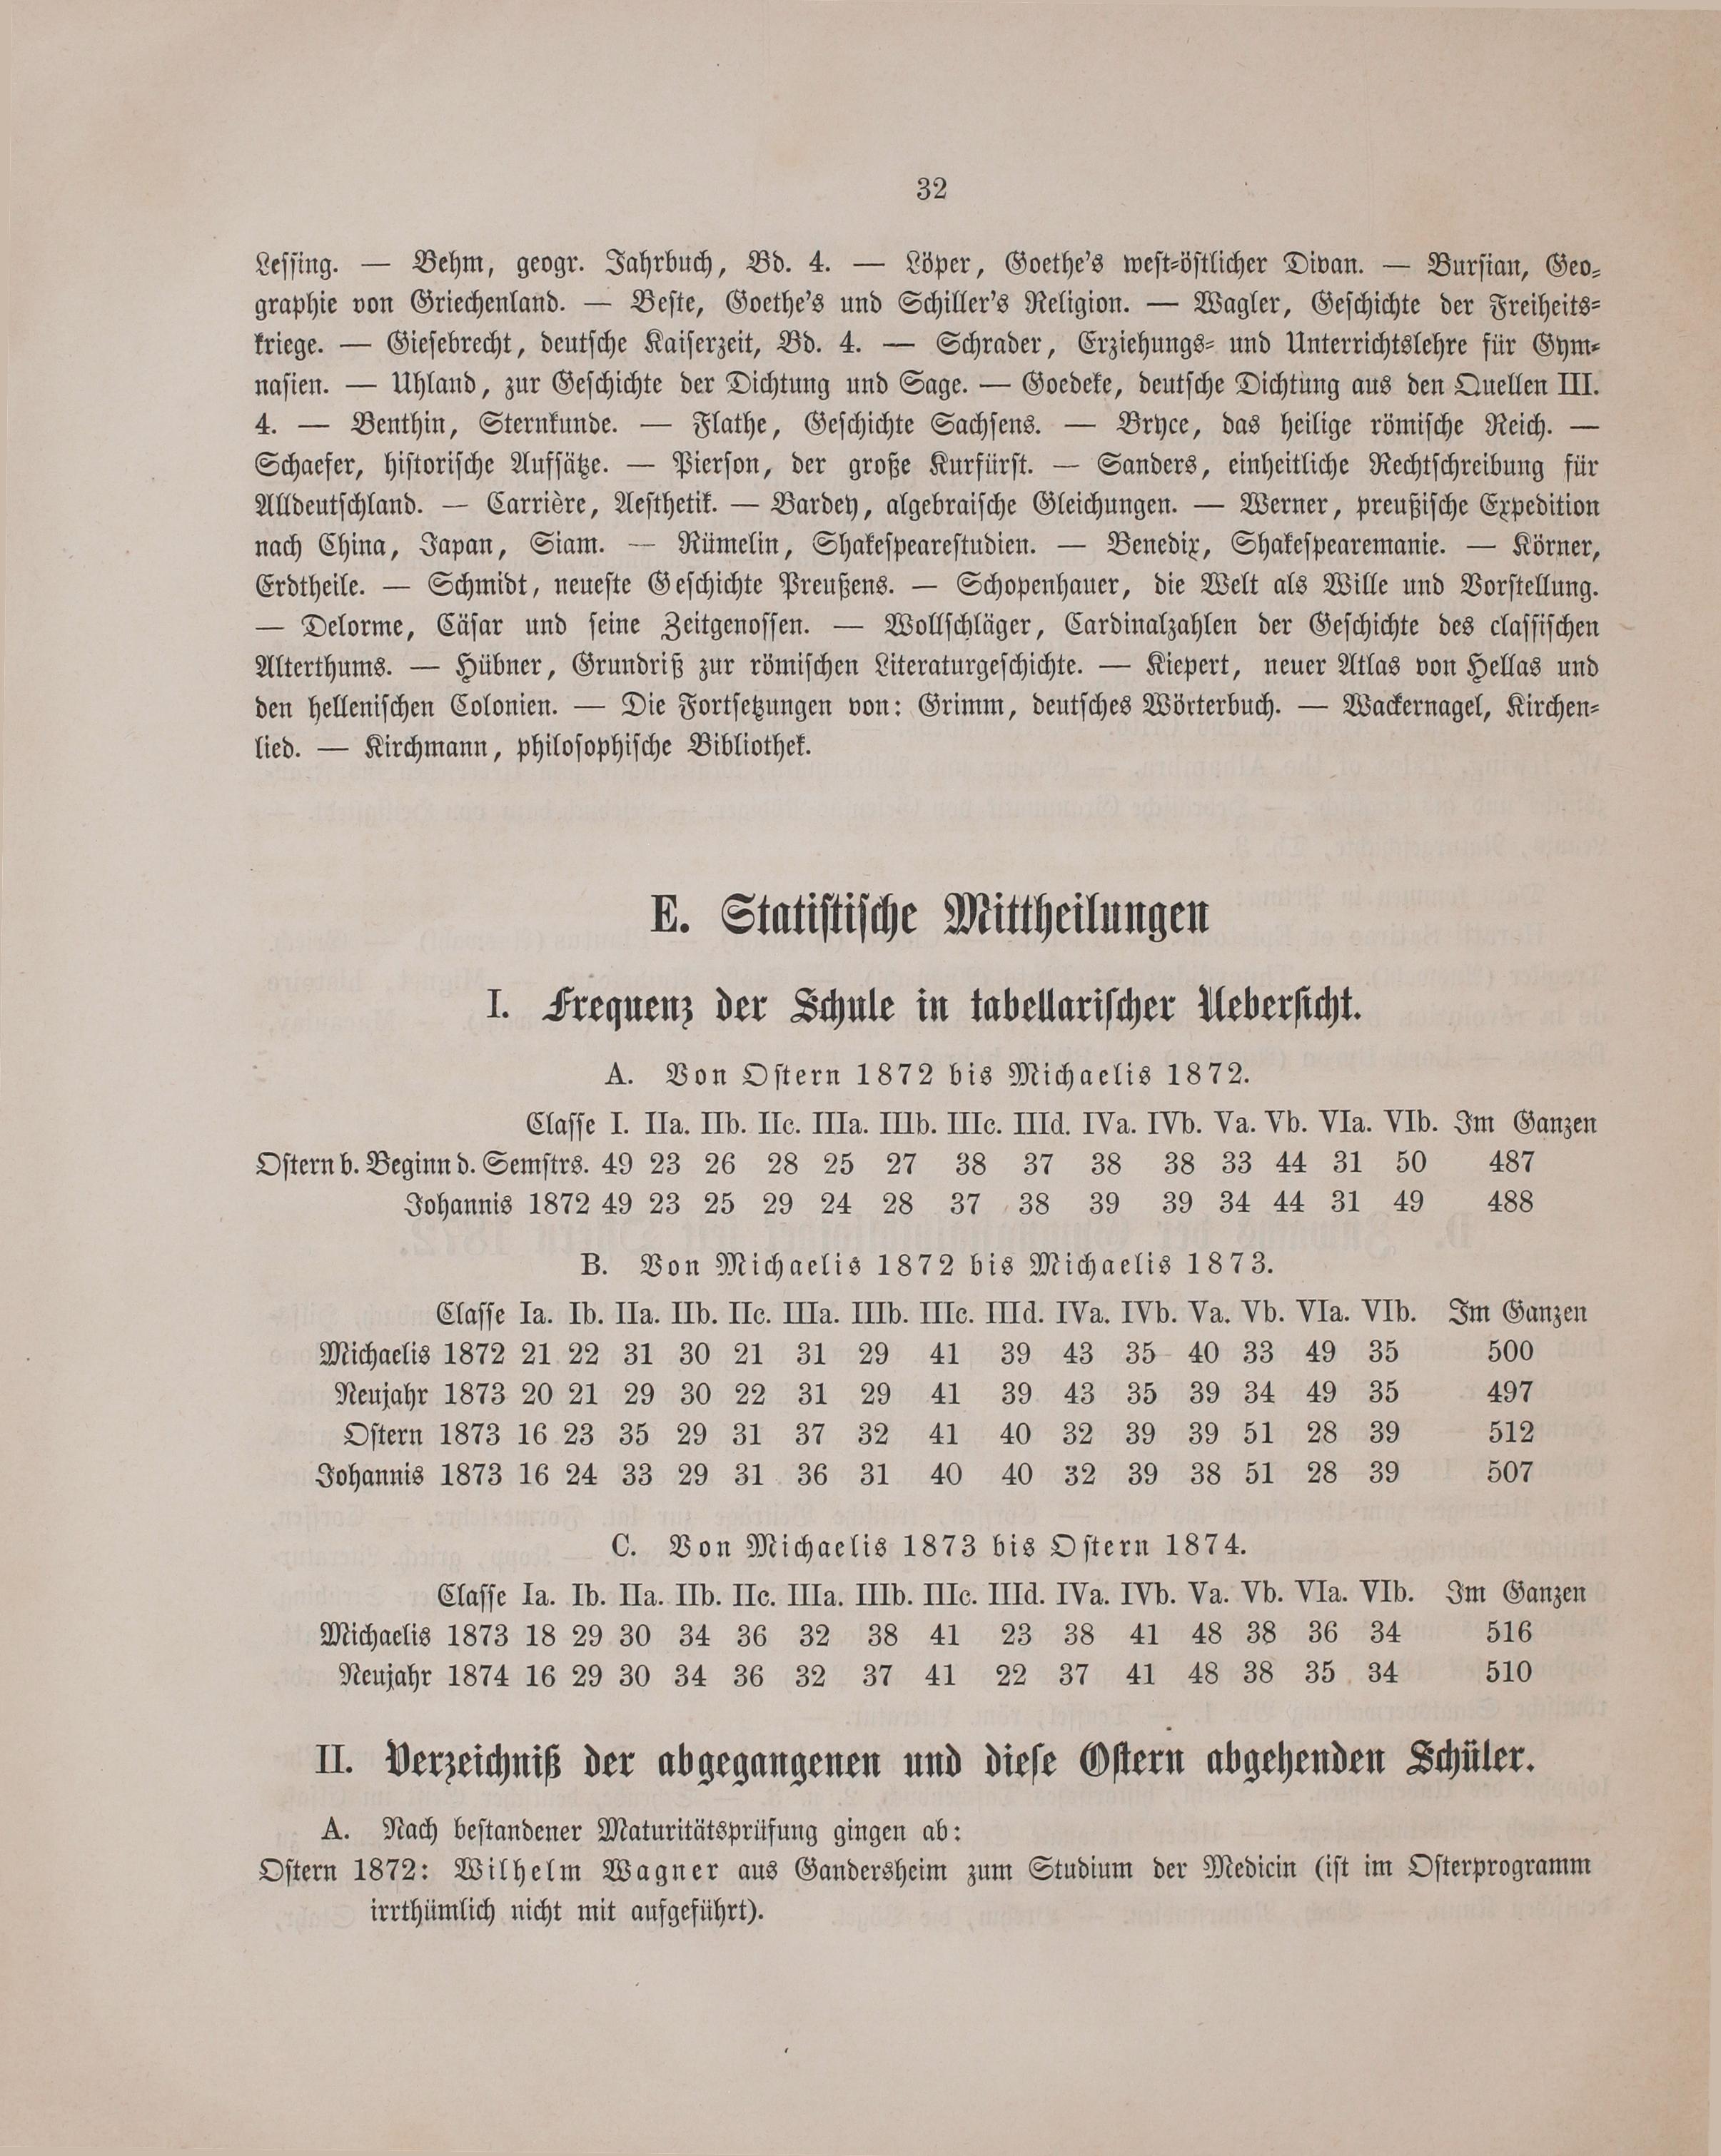 32
Lessing. — Behm, geogr. Jahrbuch, Bd. 4. — Löper, Goethe's west-östlicher Divan. — Bursian, Geo-
graphie von Griechenland. — Beste, Goethe's und Schiller's Religion. — Wagler, Geschichte der Freiheits-
kriege. — Giesebrecht, deutsche Kaiserzeit, Bd. 4. — Schrader, Erziehungs- und Unterrichtslehre für Gym-
nasien. — Uhland, zur Geschichte der Dichtung und Sage. — Goedeke, deutsche Dichtung aus den Quellen III.
4. — Benthin, Sternkunde. — Flathe, Geschichte Sachsens. — Bryce, das heilige römische Reich. —
Schaefer, historische Aufsätze. — Pierson, der große Kurfürst. — Sanders, einheitliche Rechtschreibung für
Alldeutschland. — Carrière, Aesthetik. — Bardey, algebraische Gleichungen. — Werner, preußische Expedition
nach China, Japan, Siam. — Rümelin, Shakespearestudien. — Benedix, Shakespearemanie. — Körner,
Erdtheile. — Schmidt, neueste Geschichte Preußens. — Schopenhauer, die Welt als Wille und Vorstellung.
— Delorme, Cäsar und seine Zeitgenossen. — Wollschläger, Cardinalzahlen der Geschichte des classischen
Alterthums. — Hübner, Grundriß zur römischen Literaturgeschichte. — Kiepert, neuer Atlas von Hellas und
den hellenischen Colonien. — Die Fortsetzungen von: Grimm, deutsches Wörterbuch. — Wackernagel, Kirchen-
lied. — Kirchmann, philosophische Bibliothek.
E. Statistische Mittheilungen
I. Frequenz der Schule in tabellarischer Uebersicht.
A. Von Ostern 1872 bis Michaelis 1872.
Classe I. IIa. IIb. IIc. IIIa. IIIb. IIIc. IIId. IVa. IVb. Va. Vb. VIa. VIb. Im Ganzen
Ostern b. Beginn d. Semstrs. 49 23 26 28 25 27 38 37 38 38 33 44 31 50 487
Johannis 1872 49 23 25 29 24 28 37 38 39 39 34 44 31 49 488
B. Von Michaelis 1872 bis Michaelis 1873.
Classe Ia. Ib. IIa. IIb. IIc. IIIa. IIIb. IIIc. IIId. IVa. IVb. Va. Vb. VIa. VIb. Im Ganzen
Michaelis 1872 21 22 31 30 21 31 29 41 39 43 35 40 33 49 35 500
Neujahr 1873 20 21 29 30 22 31 29 41 39 43 35 39 34 49 35 497
Ostern 1873 16 23 35 29 31 37 32 41 40 32 39 39 51 28 39 512
Johannis 1873 16 24 33 29 31 36 31 40 40 32 39 38 51 28 39 507
C. Von Michaelis 1873 bis Ostern 1874.
Classe Ia. Ib. IIa. IIb. IIc. IIIa. IIIb. IIIc. IIId. IVa. IVb. Va. Vb. VIa. VIb. Im Ganzen
Michaelis 1873 18 29 30 34 36 32 38 41 23 38 41 48 38 36 34 516
Neujahr 1874 16 29 30 34 36 32 37 41 22 37 41 48 38 35 34 510
II. Verzeichniß der abgegangenen und diese Ostern abgehenden Schüler.
A. Nach bestandener Maturitätsprüfung gingen ab:
Ostern 1872: Wilhelm Wagner aus Gandersheim zum Studium der Medicin (ist im Osterprogramm
irrthümlich nicht mit aufgeführt).